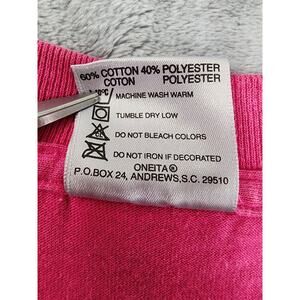 60% COTTON 40% POLYESTER
COTON POLYESTER
MACHINE WASH WARM
TUMBLE DRY LOW
DO NOT BLEACH COLORS
DO NOT IRON IF DECORATED
ONEITA®
P.O.BOX 24, ANDREWS,S.C. 29510